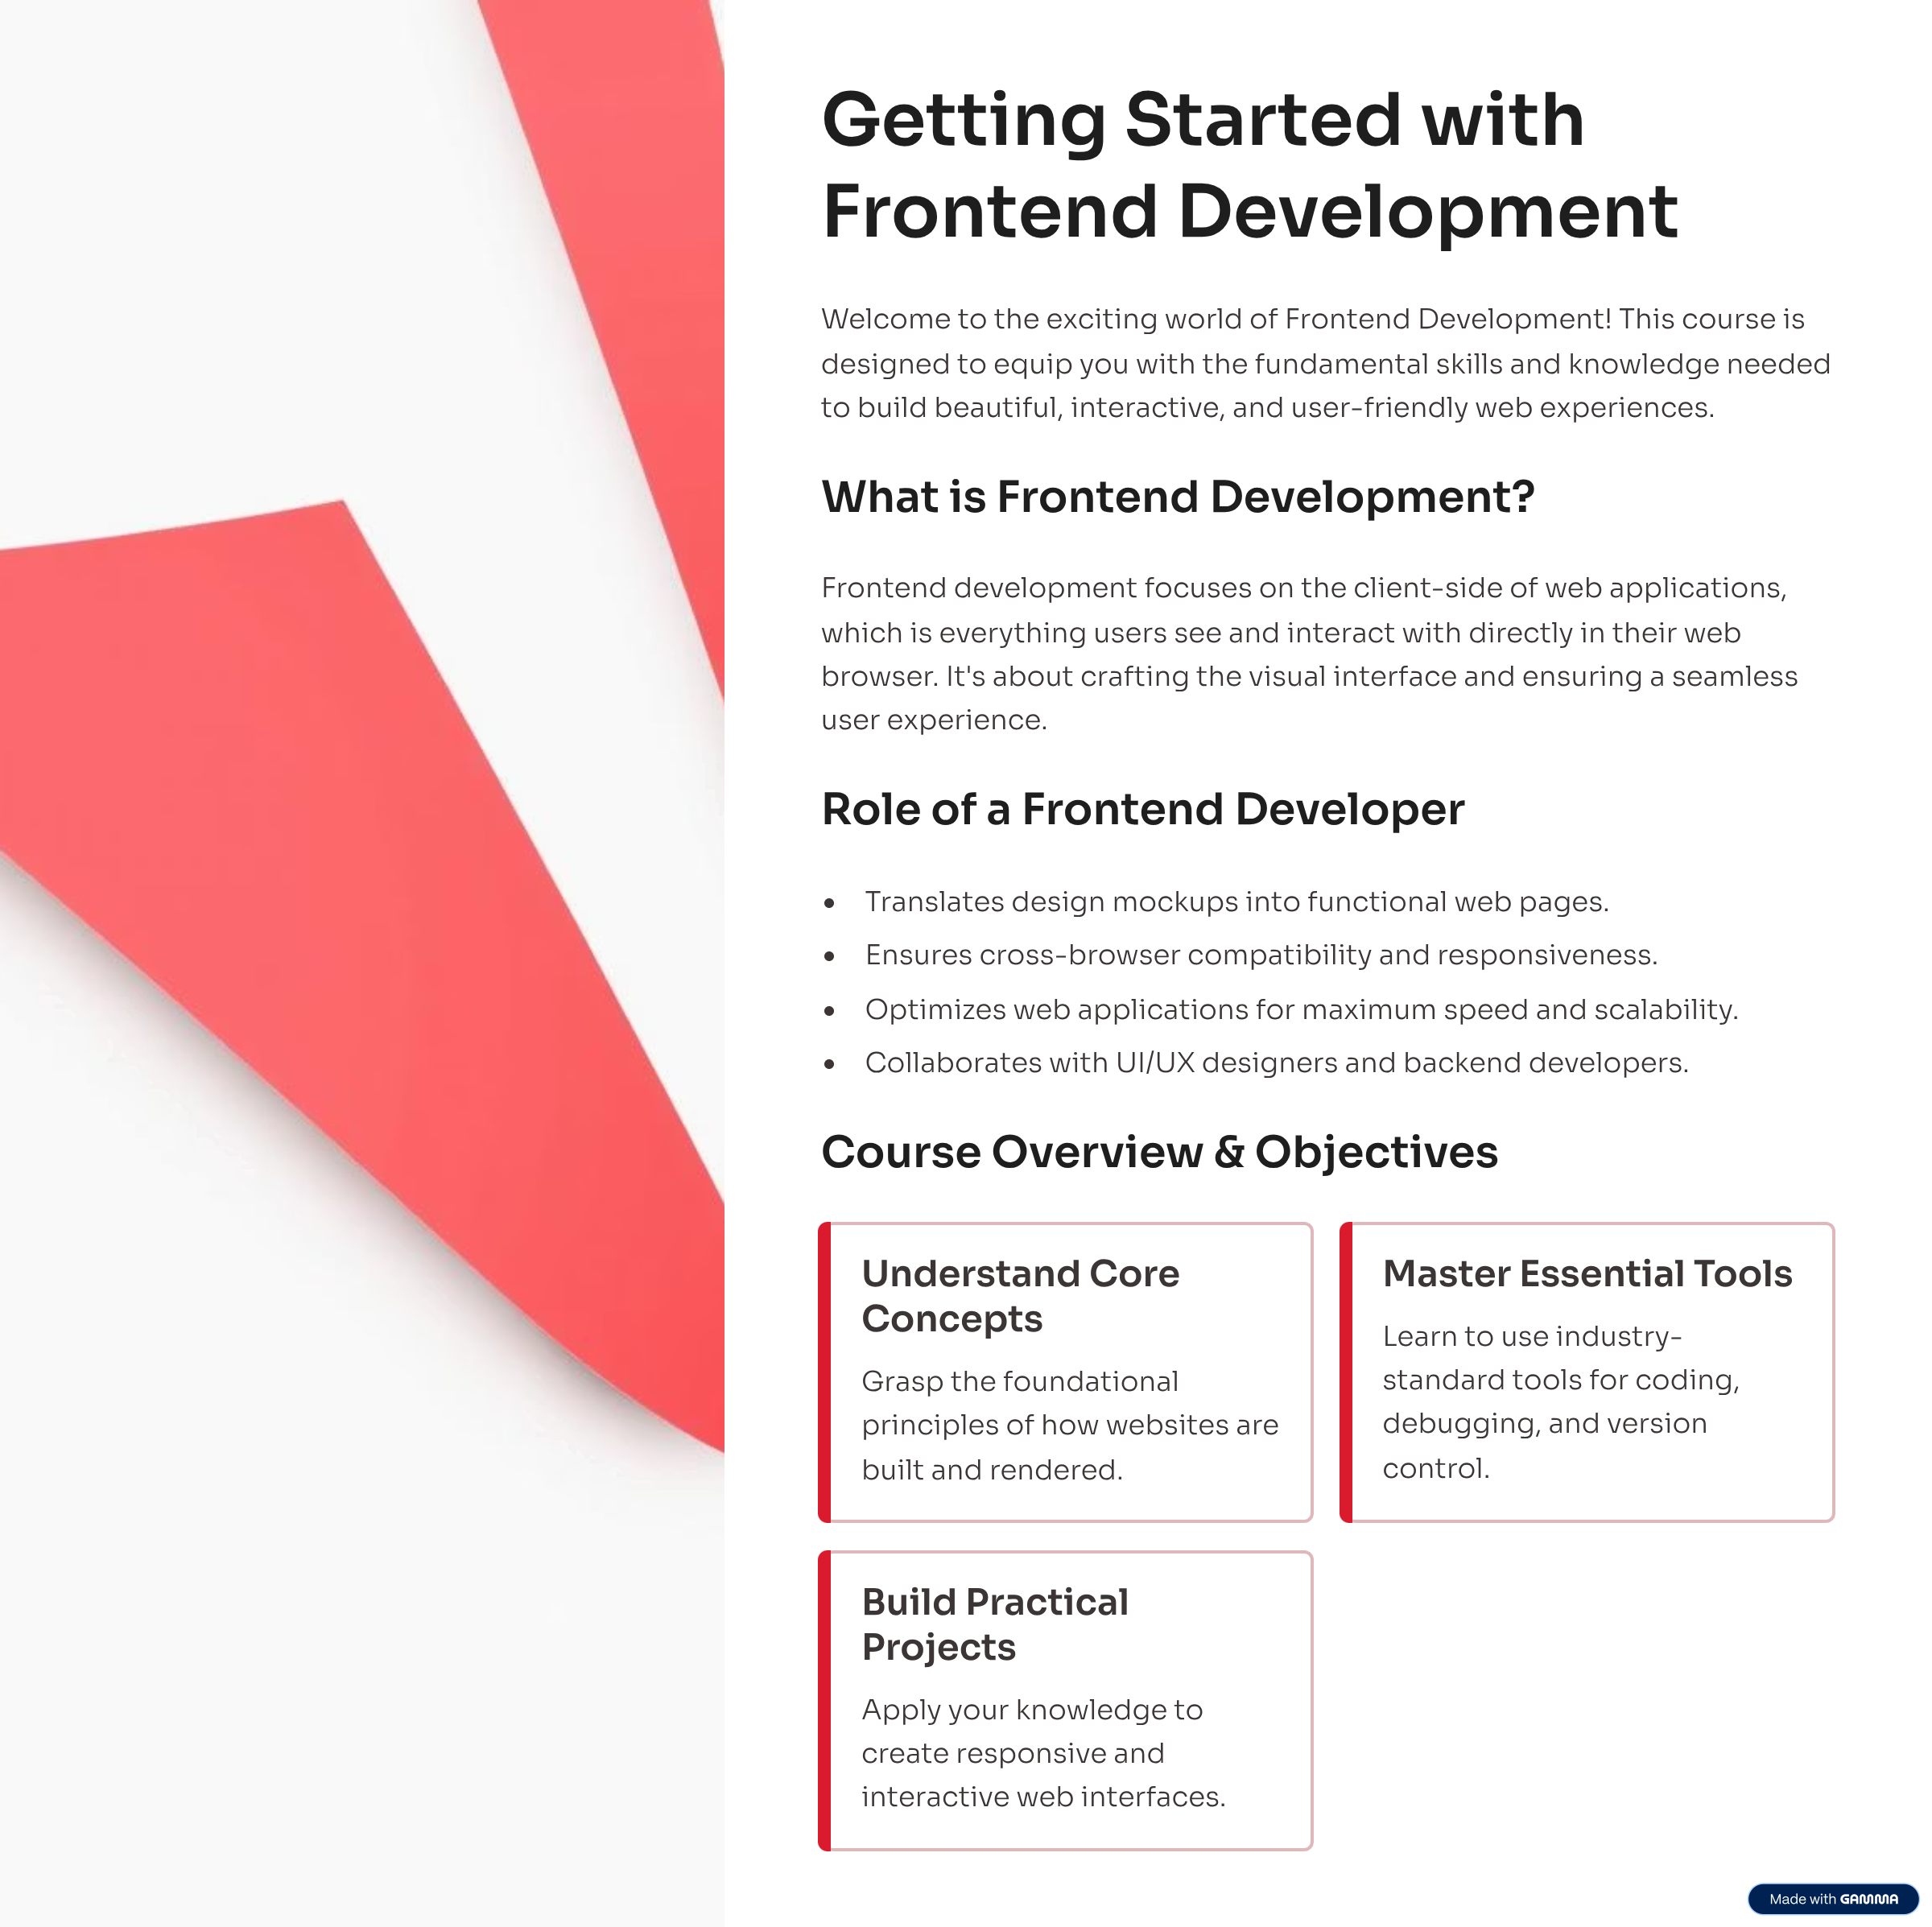 Getting Started with
Frontend Development
Welcome to the exciting world of Frontend Development! This course is
designed to equip you with the fundamental skills and knowledge needed
to build beautiful, interactive, and user-friendly web experiences.
What is Frontend Development?
Frontend development focuses on the client-side of web applications,
which is everything users see and interact with directly in their web
browser. It's about crafting the visual interface and ensuring a seamless
user experience.
Role of a Frontend Developer
• Translates design mockups into functional web pages.
• Ensures cross-browser compatibility and responsiveness.
• Optimizes web applications for maximum speed and scalability.
• Collaborates with UI/UX designers and backend developers.
Course Overview & Objectives
Understand Core
Concepts
Grasp the foundational
principles of how websites are
built and rendered.
Master Essential Tools
Learn to use industry-
standard tools for coding,
debugging, and version
control.
Build Practical
Projects
Apply your knowledge to
create responsive and
interactive web interfaces.
Made with GAMMA